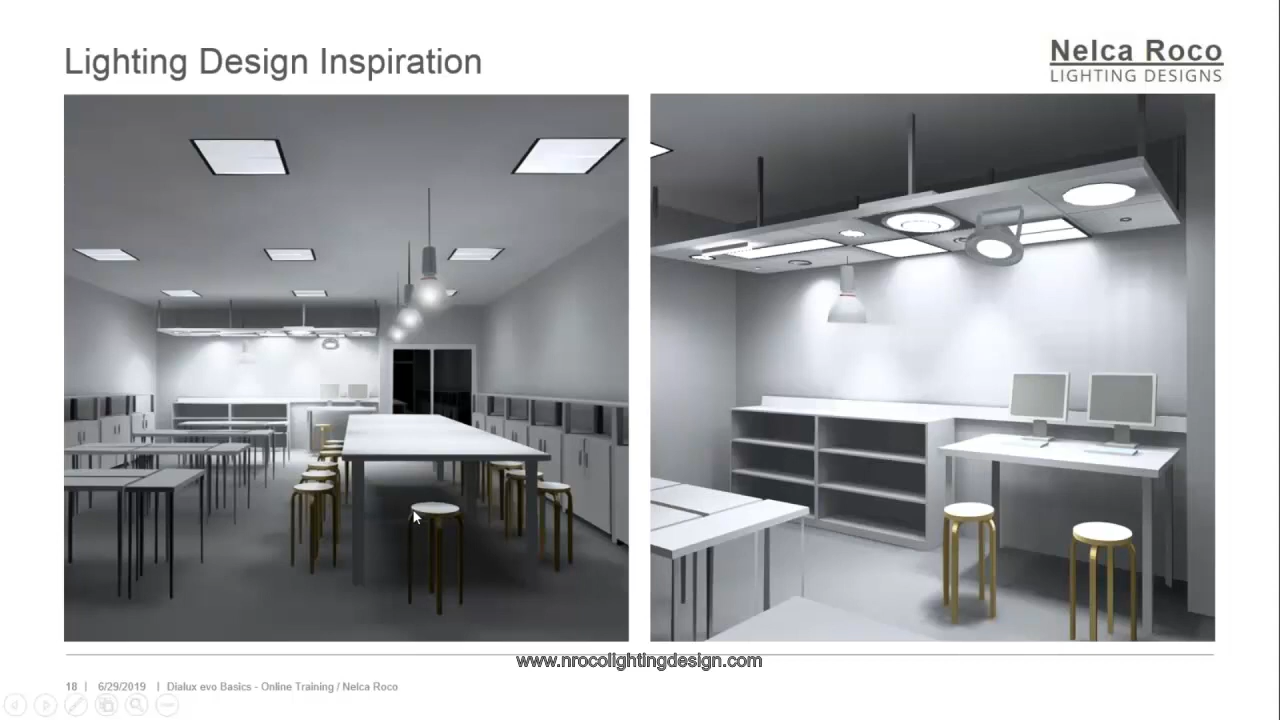 Lighting Design Inspiration
Nelca Roco
LIGHTING DESIGNS
www.nrocolightingdesign.com
18 | 6/29/2019 | Dialux evo Basics - Online Training / Nelca Roco